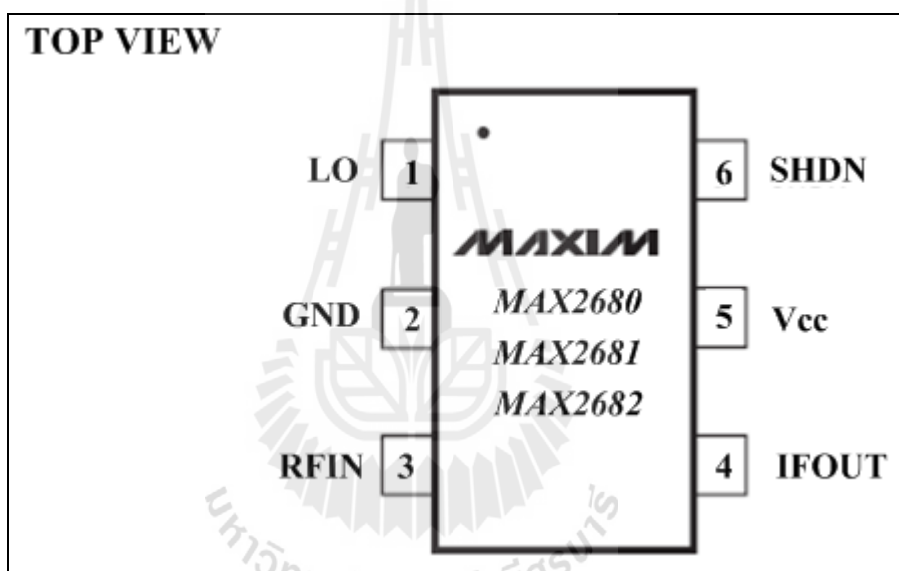 TOP VIEW
LO 1 6 SHDN
MAXIM
GND 2 MAX2680 5 Vcc
MAX2681
MAX2682
RFIN 3 4 IFOUT